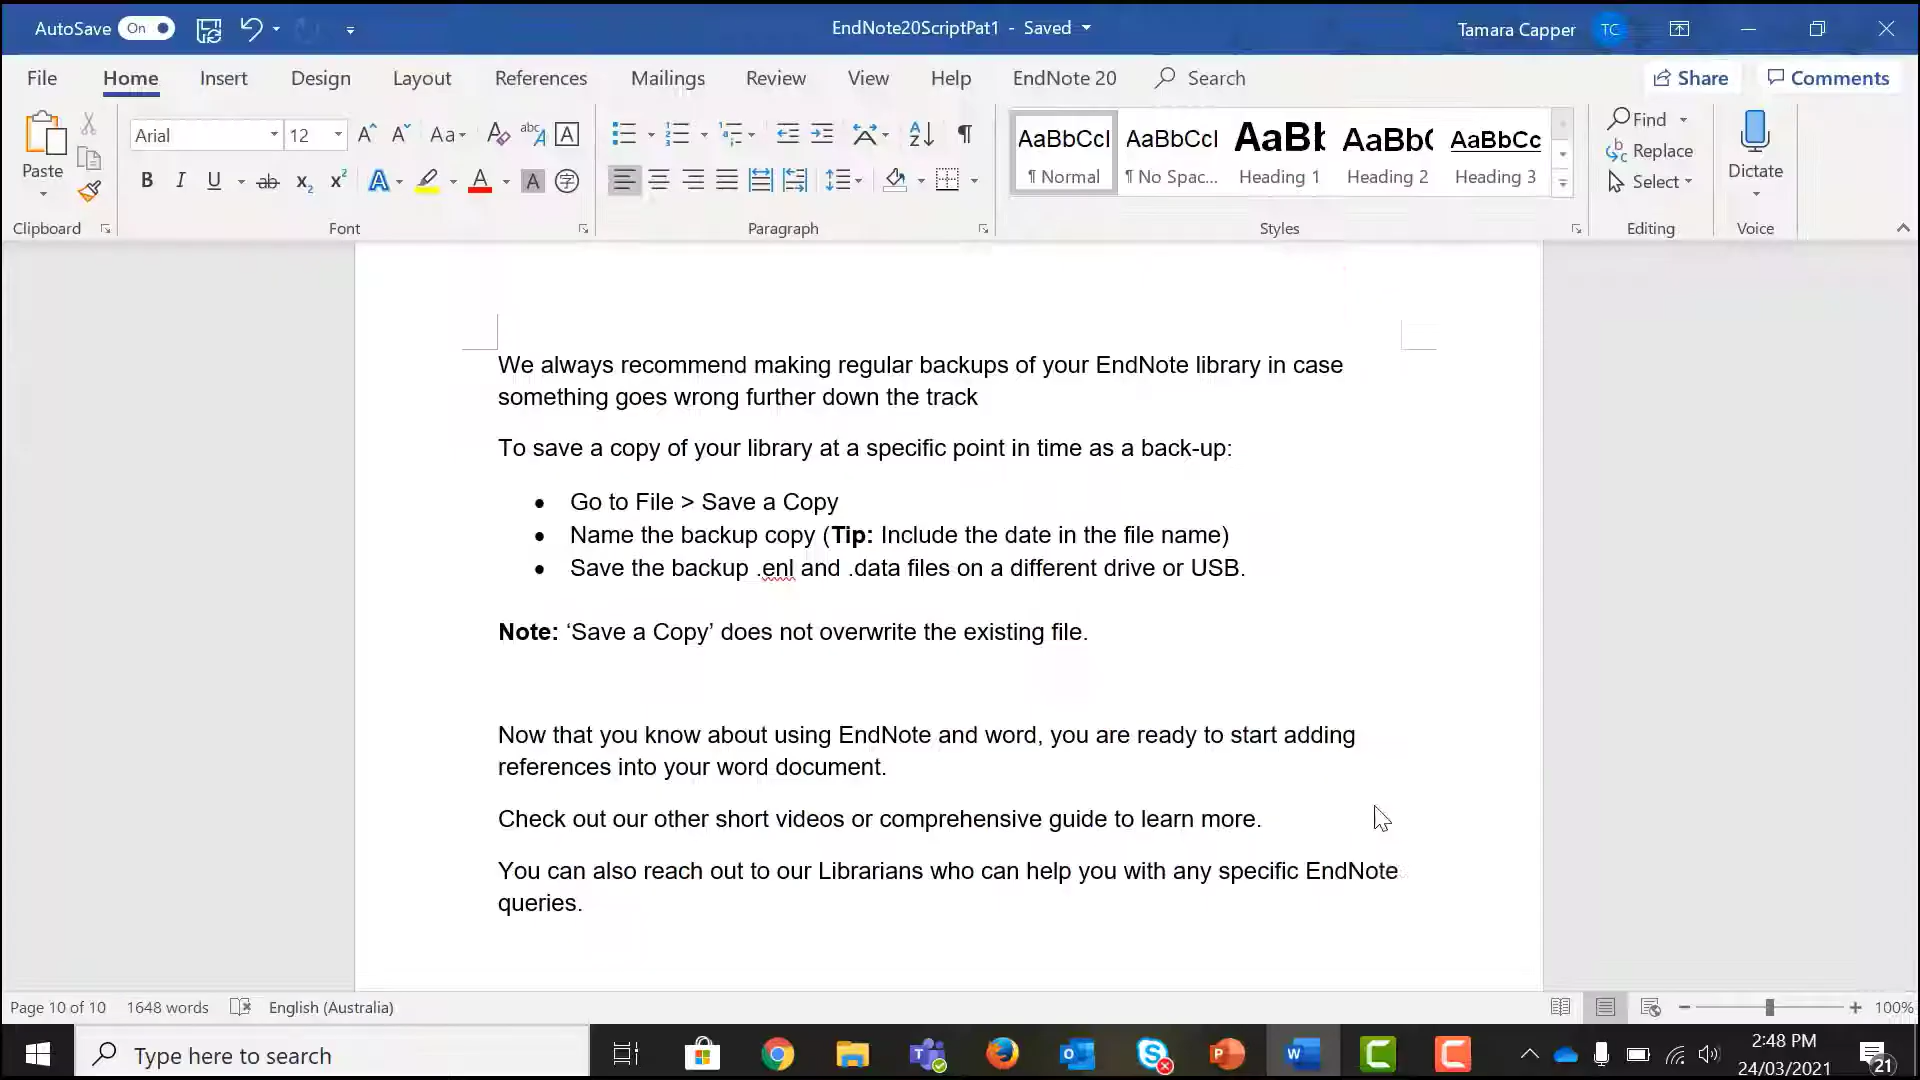 AutoSave On EndNote20ScriptPat1 - Saved Tamara Capper TC
File Home Insert Design Layout References Mailings Review View Help EndNote 20 Search Share Comments
Paste Arial 12 Aa AaBbCcI AaBbCcI AaBb AaBbC AaBbCc Find Replace Select Dictate
¶ Normal ¶ No Spac... Heading 1 Heading 2 Heading 3
Clipboard Font Paragraph Styles Editing Voice
We always recommend making regular backups of your EndNote library in case
something goes wrong further down the track
To save a copy of your library at a specific point in time as a back-up:
• Go to File > Save a Copy
• Name the backup copy (Tip: Include the date in the file name)
• Save the backup .enl and .data files on a different drive or USB.
Note: ‘Save a Copy’ does not overwrite the existing file.
Now that you know about using EndNote and word, you are ready to start adding
references into your word document.
Check out our other short videos or comprehensive guide to learn more.
You can also reach out to our Librarians who can help you with any specific EndNote
queries.
Page 10 of 10 1648 words English (Australia) 100%
Type here to search 2:48 PM
24/03/2021 21